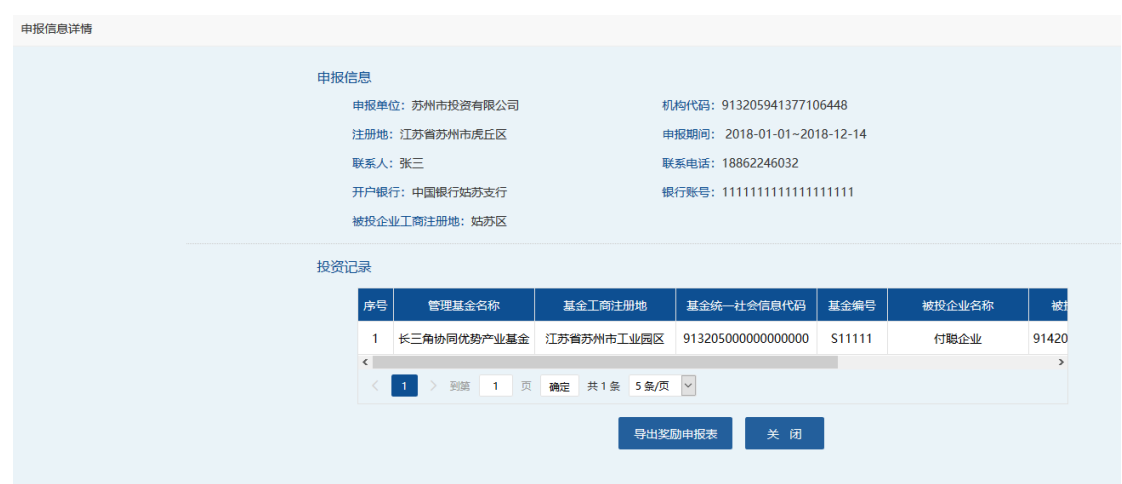 申报信息详情
申报信息
申报单位：苏州市投资有限公司 机构代码：913205941377106448
注册地：江苏省苏州市虎丘区 申报期间： 2018-01-01~2018-12-14
联系人：张三 联系电话：18862246032
开户银行：中国银行姑苏支行 银行账号：1111111111111111111
被投企业工商注册地：姑苏区
投资记录
序号 管理基金名称 基金工商注册地 基金统一社会信息代码 基金编号 被投企业名称 被
1 长三角协同优势产业基金 江苏省苏州市工业园区 913205000000000000 S11111 付聪企业 91420
1 到第 1 页 确定 共 1 条 5 条/页
导出奖励申报表 关 闭